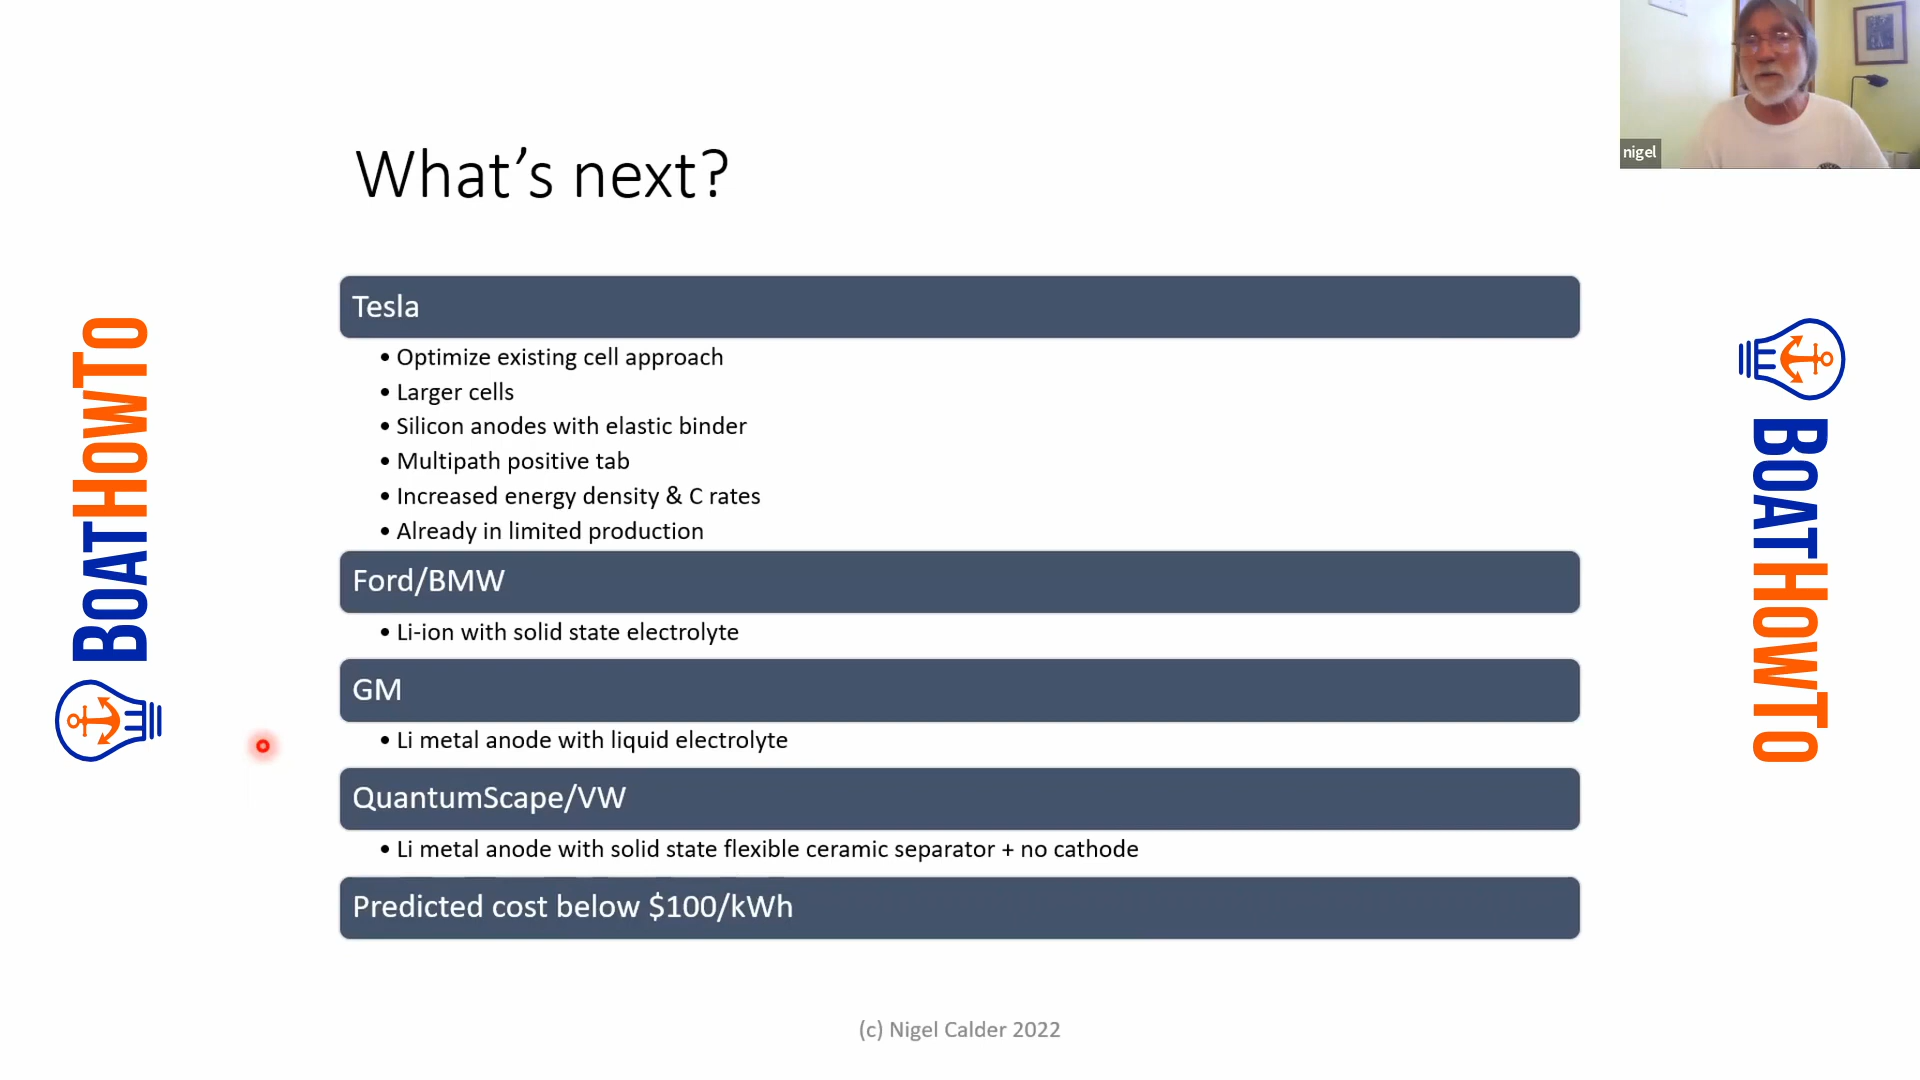 nigel
What's next?
Tesla
• Optimize existing cell approach
• Larger cells
• Silicon anodes with elastic binder
• Multipath positive tab
• Increased energy density & C rates
• Already in limited production
Ford/BMW
• Li-ion with solid state electrolyte
GM
• Li metal anode with liquid electrolyte
QuantumScape/VW
• Li metal anode with solid state flexible ceramic separator + no cathode
Predicted cost below $100/kWh
(c) Nigel Calder 2022
BOATHOWTO
BOATHOWTO